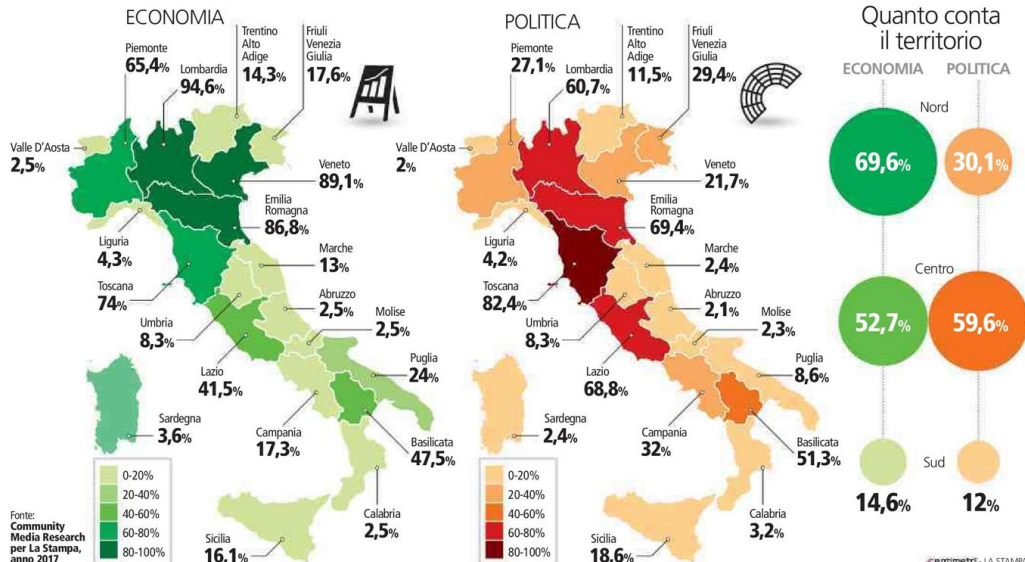 ECONOMIA
Piemonte
65,4%
Lombardia
94,6%
Trentino
Alto
Adige
14,3%
Friuli
Venezia
Giulia
17,6%
Valle D'Aosta
2,5%
Veneto
89,1%
Emilia
Romagna
86,8%
Liguria
4,3%
Marche
13%
Toscana
74%
Abruzzo
2,5%
Umbria
8,3%
Molise
2,5%
Lazio
41,5%
Puglia
24%
Sardegna
3,6%
Campania
17,3%
Basilicata
47,5%
Calabria
2,5%
Sicilia
16,1%
0-20%
20-40%
40-60%
60-80%
80-100%
Fonte:
Community
Media Research
per La Stampa,
anno 2017
POLITICA
Piemonte
27,1%
Lombardia
60,7%
Trentino
Alto
Adige
11,5%
Friuli
Venezia
Giulia
29,4%
Valle D'Aosta
2%
Veneto
21,7%
Emilia
Romagna
69,4%
Liguria
4,2%
Marche
2,4%
Toscana
82,4%
Abruzzo
2,1%
Umbria
8,3%
Molise
2,3%
Lazio
68,8%
Puglia
8,6%
Sardegna
2,4%
Campania
32%
Basilicata
51,3%
Calabria
3,2%
Sicilia
18,6%
0-20%
20-40%
40-60%
60-80%
80-100%
Quanto conta
il territorio
ECONOMIA POLITICA
Nord
69,6% 30,1%
Centro
52,7% 59,6%
Sud
14,6% 12%
- LA STAMPA